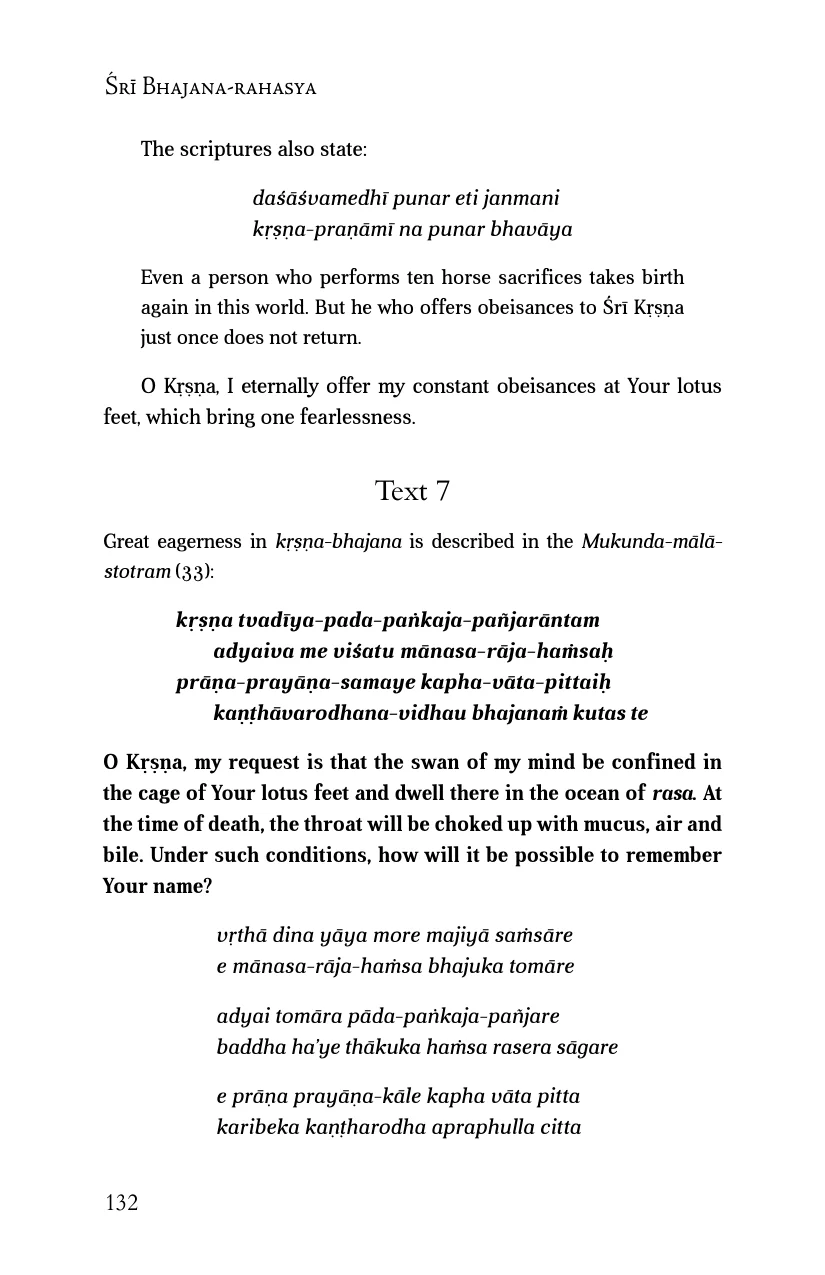 Śrī Bhajana-rahasya
The scriptures also state:
daśāśvamedhī punar eti janmani
kṛṣṇa-praṇāmī na punar bhavāya
Even a person who performs ten horse sacrifices takes birth
again in this world. But he who offers obeisances to Śrī Kṛṣṇa
just once does not return.
O Kṛṣṇa, I eternally offer my constant obeisances at Your lotus
feet, which bring one fearlessness.
Text 7
Great eagerness in kṛṣṇa-bhajana is described in the Mukunda-mālā-
stotram (33):
kṛṣṇa tvadīya-pada-paṅkaja-pañjarāntam
adyaiva me viśatu mānasa-rāja-haṁsaḥ
prāṇa-prayāṇa-samaye kapha-vāta-pittaiḥ
kaṇṭhāvarodhana-vidhau bhajanaṁ kutas te
O Kṛṣṇa, my request is that the swan of my mind be confined in
the cage of Your lotus feet and dwell there in the ocean of rasa. At
the time of death, the throat will be choked up with mucus, air and
bile. Under such conditions, how will it be possible to remember
Your name?
vṛthā dina yāya more majiyā saṁsāre
e mānasa-rāja-haṁsa bhajuka tomāre
adyai tomāra pāda-paṅkaja-pañjare
baddha ha'ye thākuka haṁsa rasera sāgare
e prāṇa prayāṇa-kāle kapha vāta pitta
karibeka kaṇṭharodha apraphulla citta
132